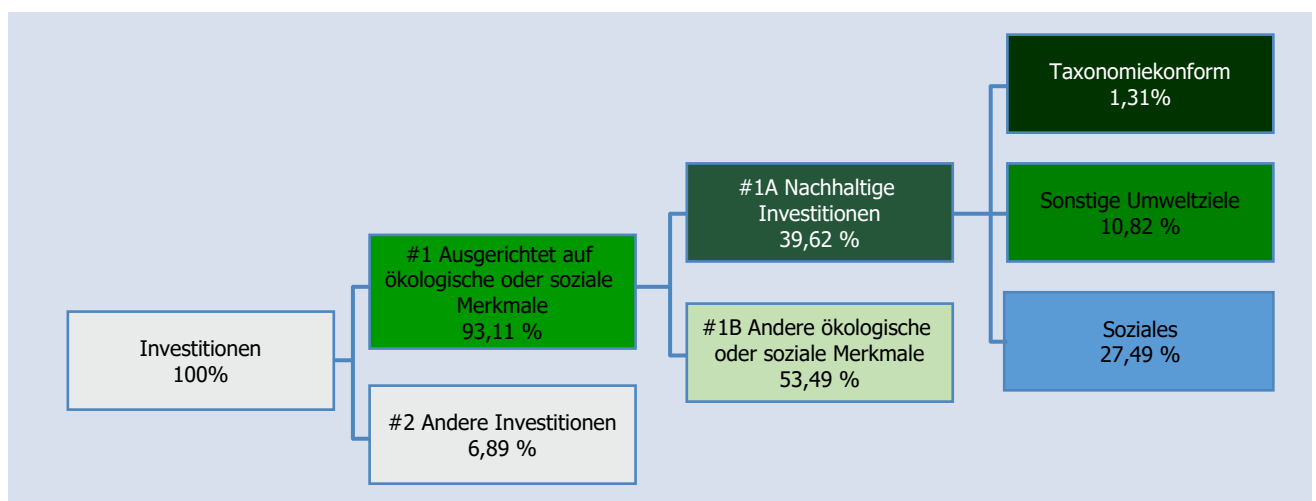 Investitionen
100%
#1 Ausgerichtet auf
ökologische oder soziale
Merkmale
93,11 %
#2 Andere Investitionen
6,89 %
#1A Nachhaltige
Investitionen
39,62 %
#1B Andere ökologische
oder soziale Merkmale
53,49 %
Taxonomiekonform
1,31%
Sonstige Umweltziele
10,82 %
Soziales
27,49 %